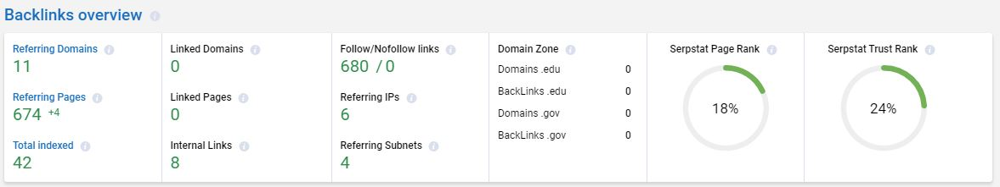 Backlinks overview
Referring Domains
11
Referring Pages
674 +4
Total indexed
42
Linked Domains
0
Linked Pages
0
Internal Links
8
Follow/Nofollow links
680 / 0
Referring IPs
6
Referring Subnets
4
Domain Zone
Domains .edu 0
BackLinks .edu 0
Domains .gov 0
BackLinks .gov 0
Serpstat Page Rank
18%
Serpstat Trust Rank
24%